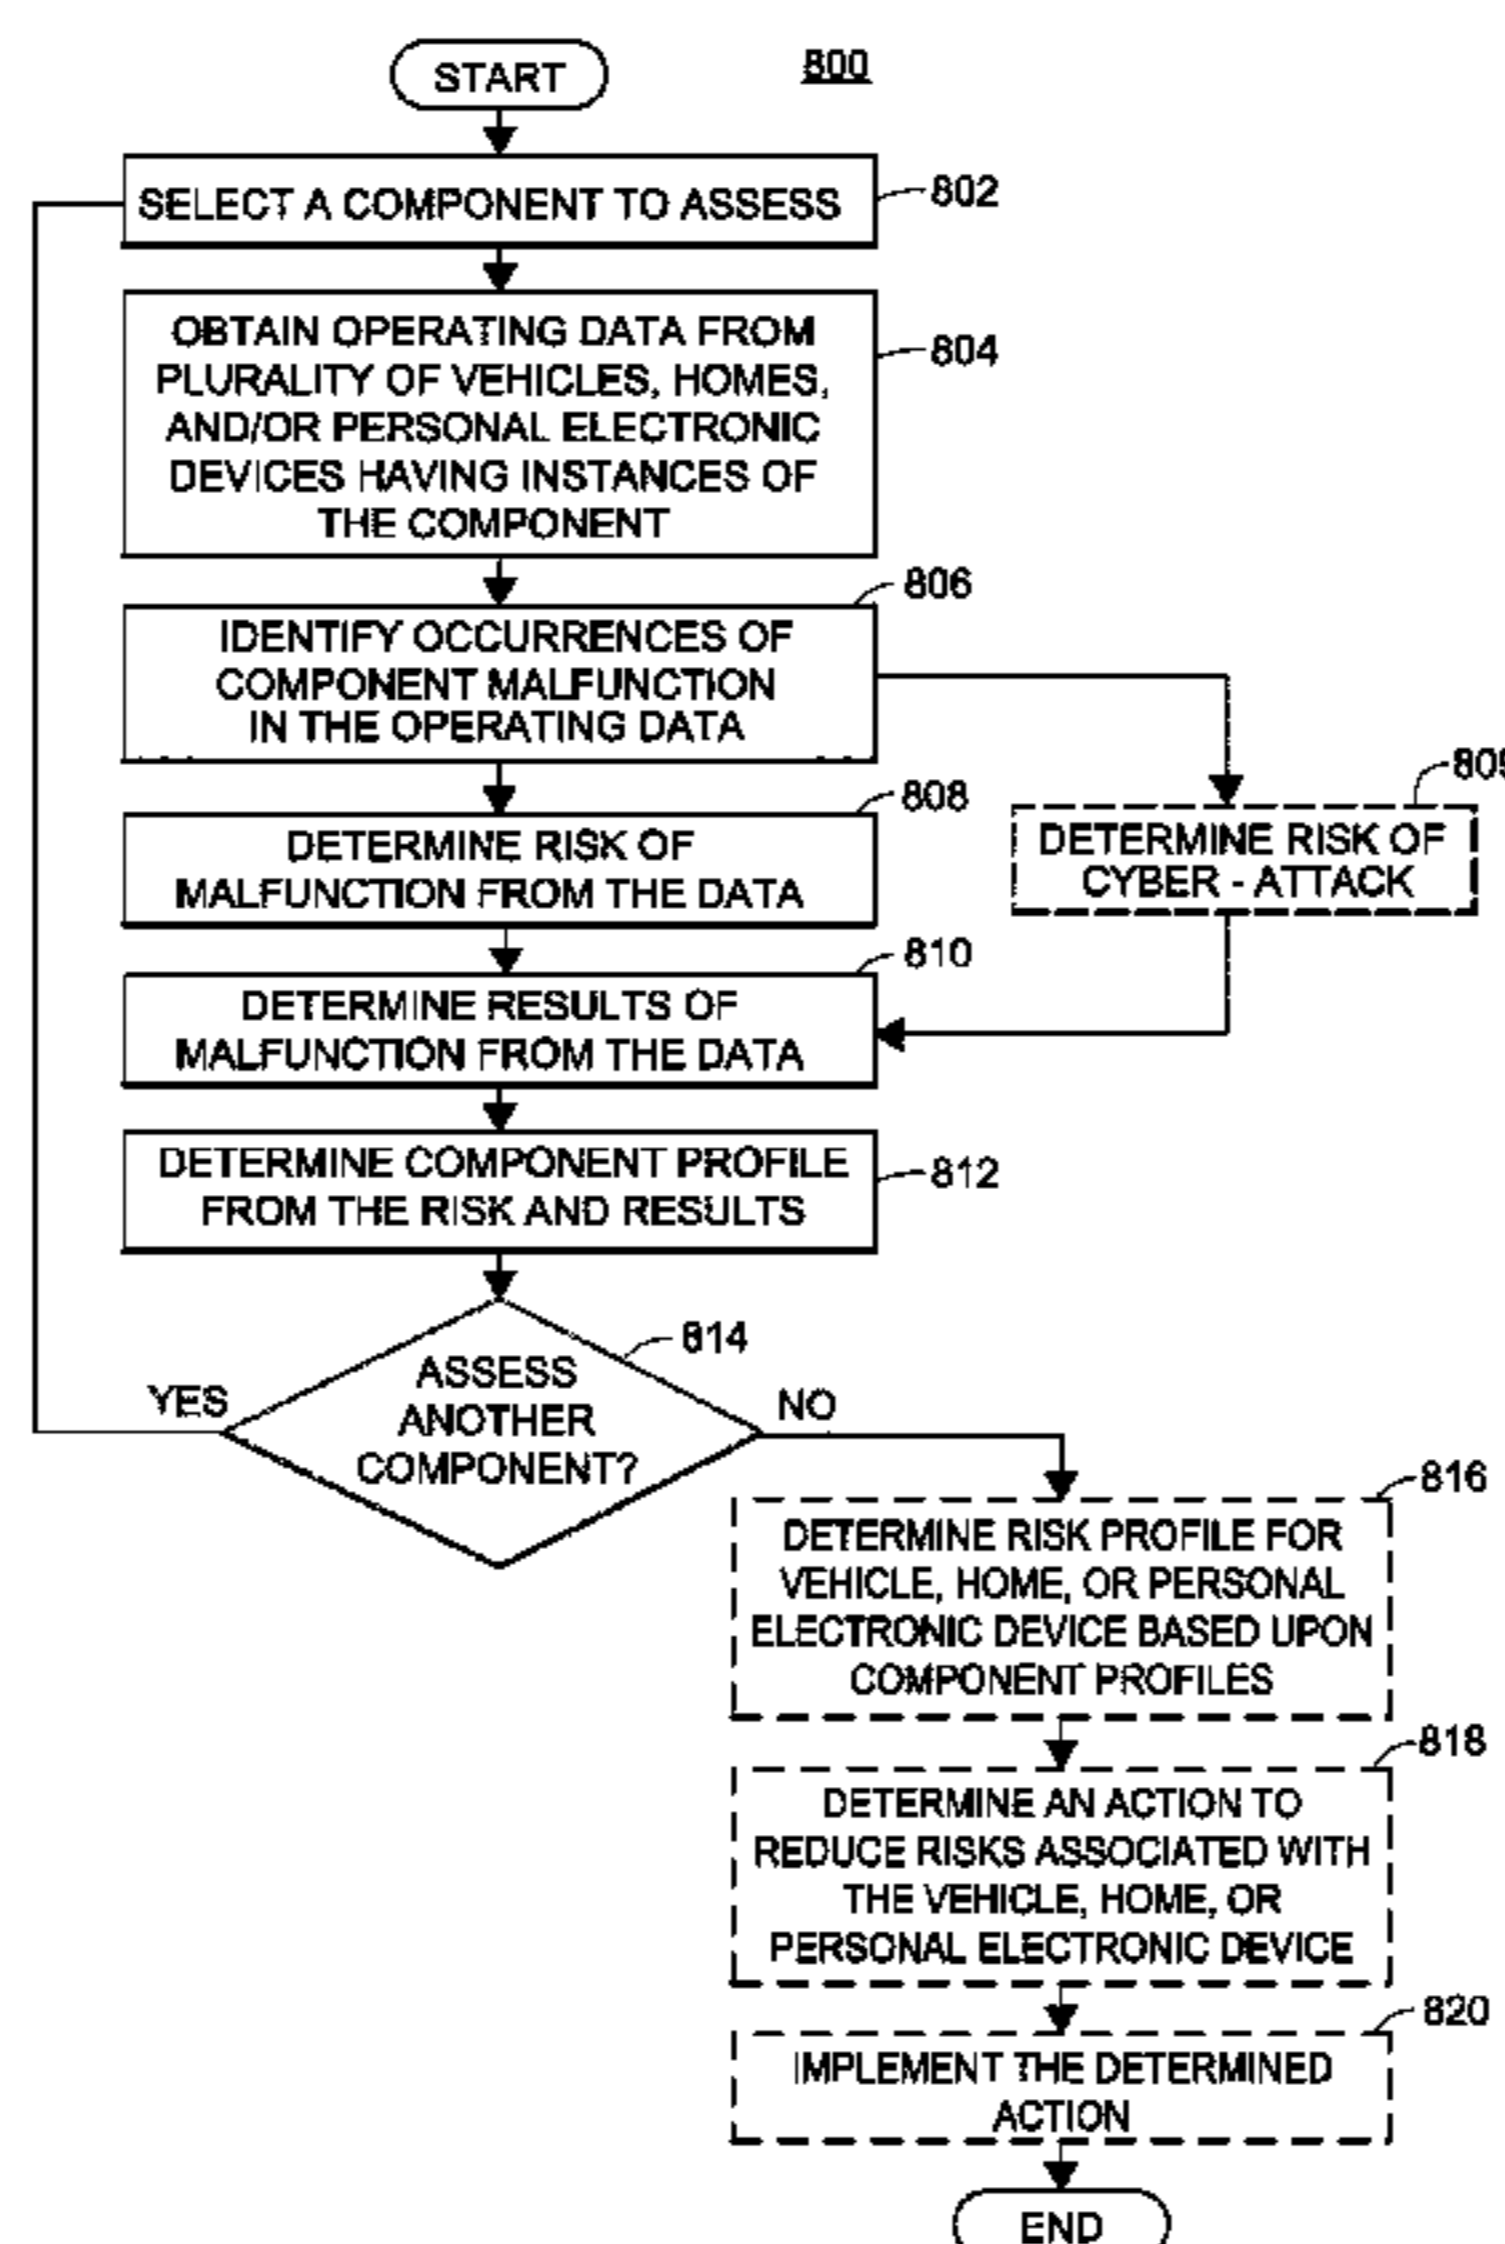 START
800
SELECT A COMPONENT TO ASSESS
802
OBTAIN OPERATING DATA FROM
PLURALITY OF VEHICLES, HOMES,
AND/OR PERSONAL ELECTRONIC
DEVICES HAVING INSTANCES OF
THE COMPONENT
804
806
IDENTIFY OCCURRENCES OF
COMPONENT MALFUNCTION
IN THE OPERATING DATA
808
DETERMINE RISK OF
MALFUNCTION FROM THE DATA
809
DETERMINE RISK OF
CYBER - ATTACK
810
DETERMINE RESULTS OF
MALFUNCTION FROM THE DATA
DETERMINE COMPONENT PROFILE
FROM THE RISK AND RESULTS
812
814
ASSESS
ANOTHER
COMPONENT?
YES
NO
816
DETERMINE RISK PROFILE FOR
VEHICLE, HOME, OR PERSONAL
ELECTRONIC DEVICE BASED UPON
COMPONENT PROFILES
818
DETERMINE AN ACTION TO
REDUCE RISKS ASSOCIATED WITH
THE VEHICLE, HOME, OR
PERSONAL ELECTRONIC DEVICE
820
IMPLEMENT THE DETERMINED
ACTION
END